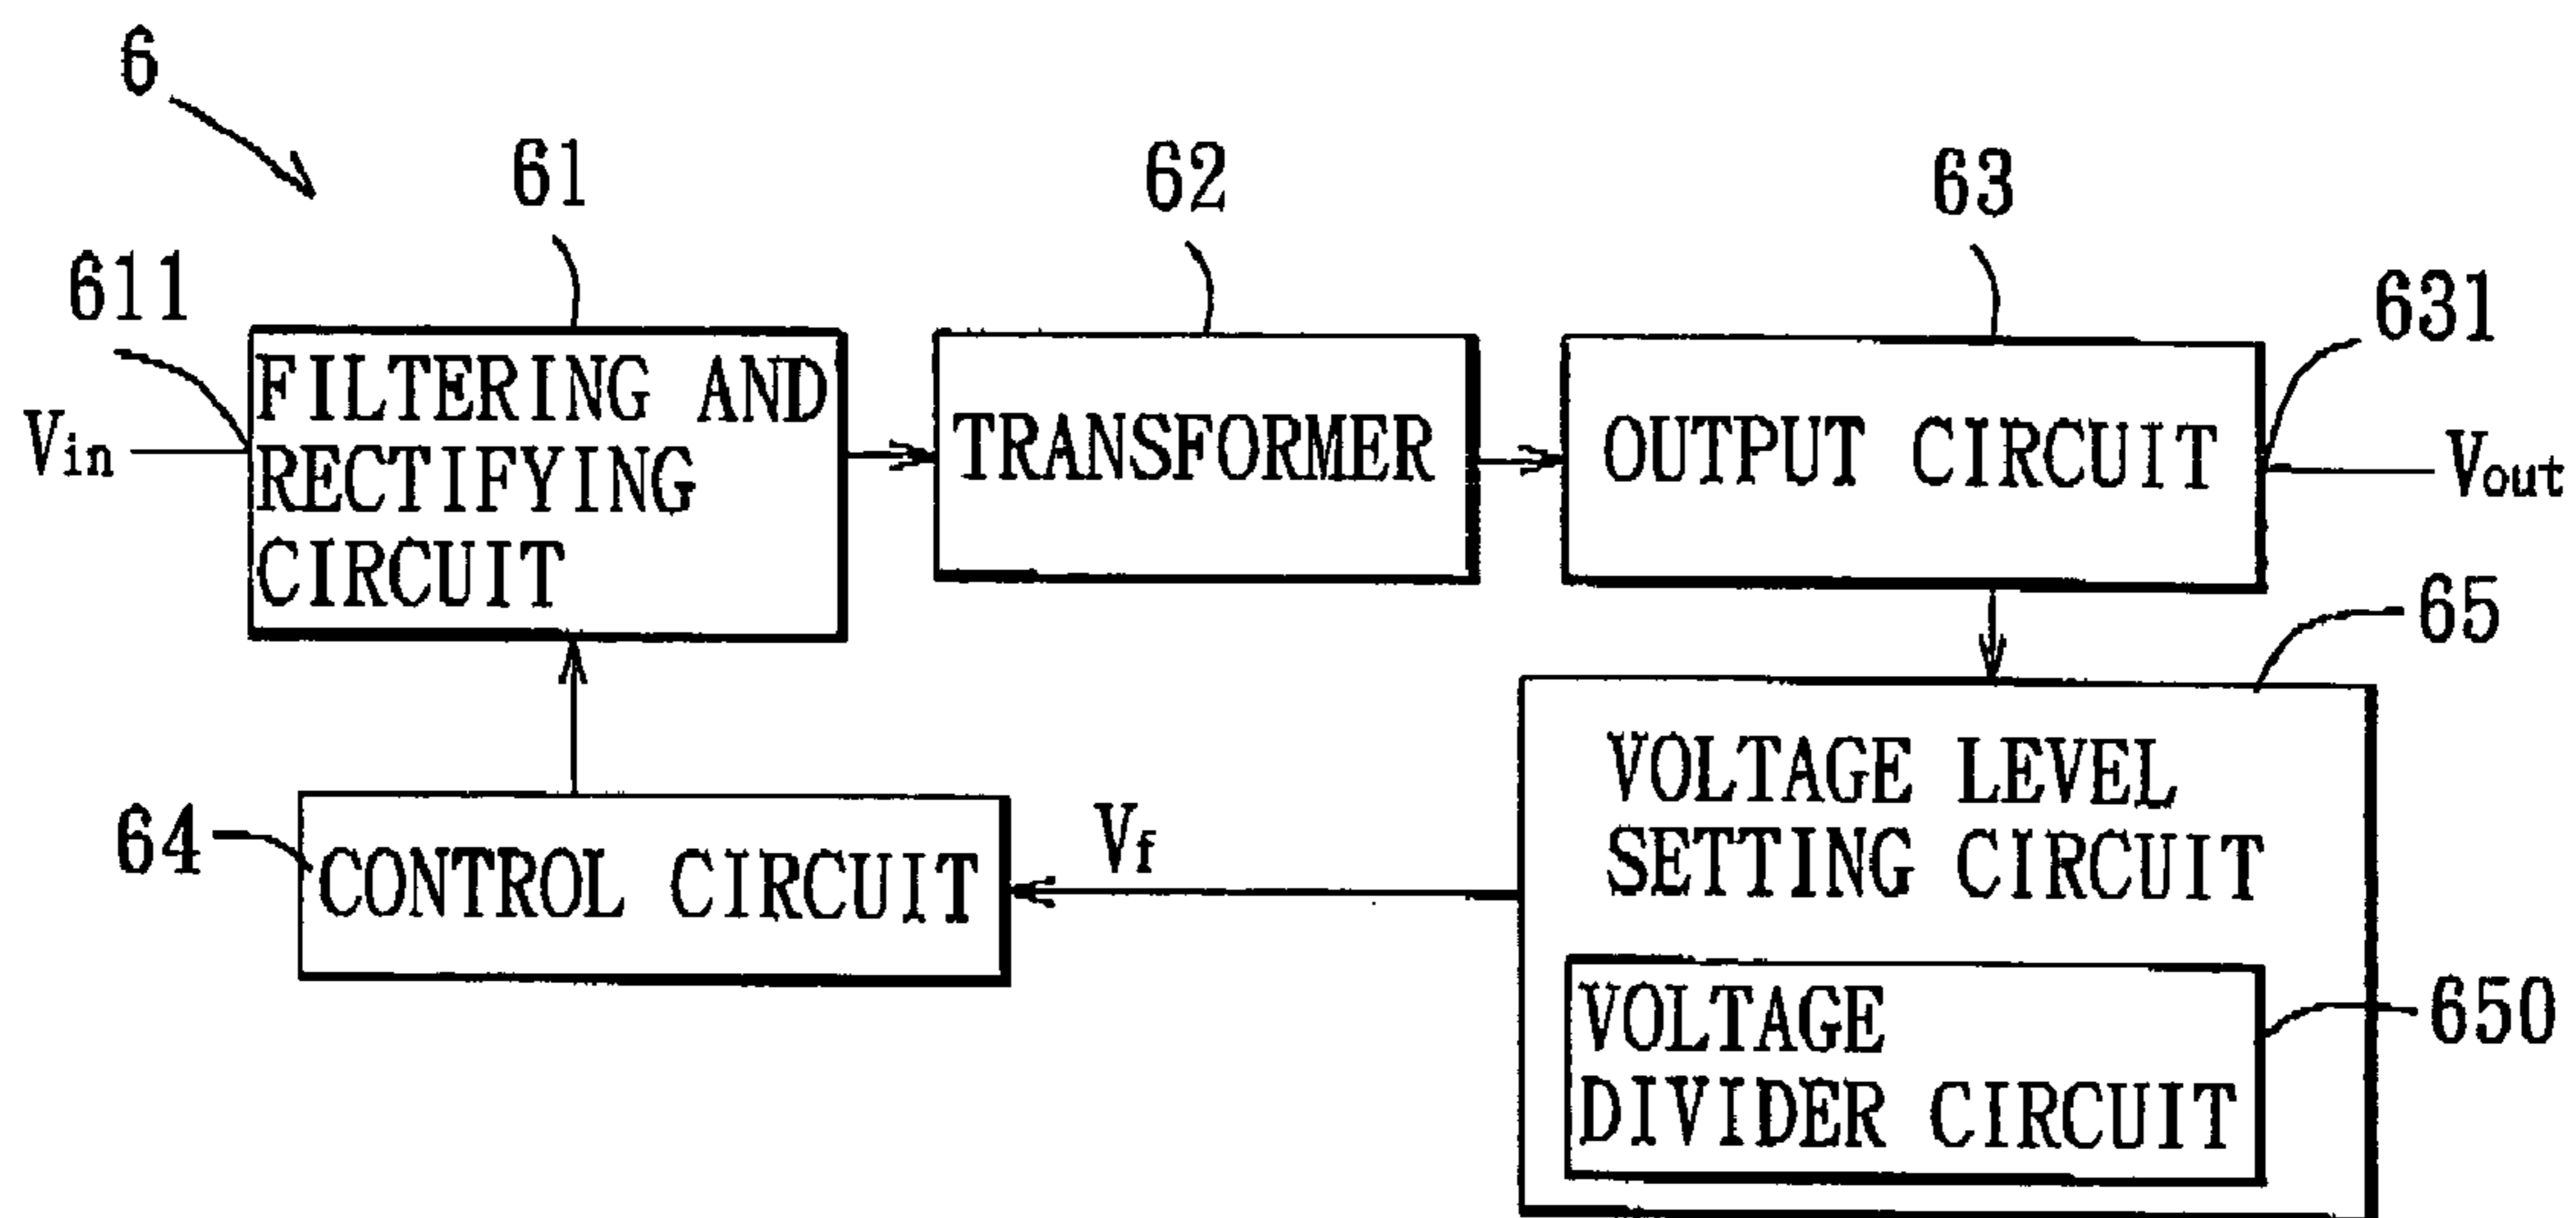 6
61
62
63
611
631
Vin
FILTERING AND
RECTIFYING
CIRCUIT
TRANSFORMER
OUTPUT CIRCUIT
Vout
65
64
CONTROL CIRCUIT
Vf
VOLTAGE LEVEL
SETTING CIRCUIT
VOLTAGE
DIVIDER CIRCUIT
650